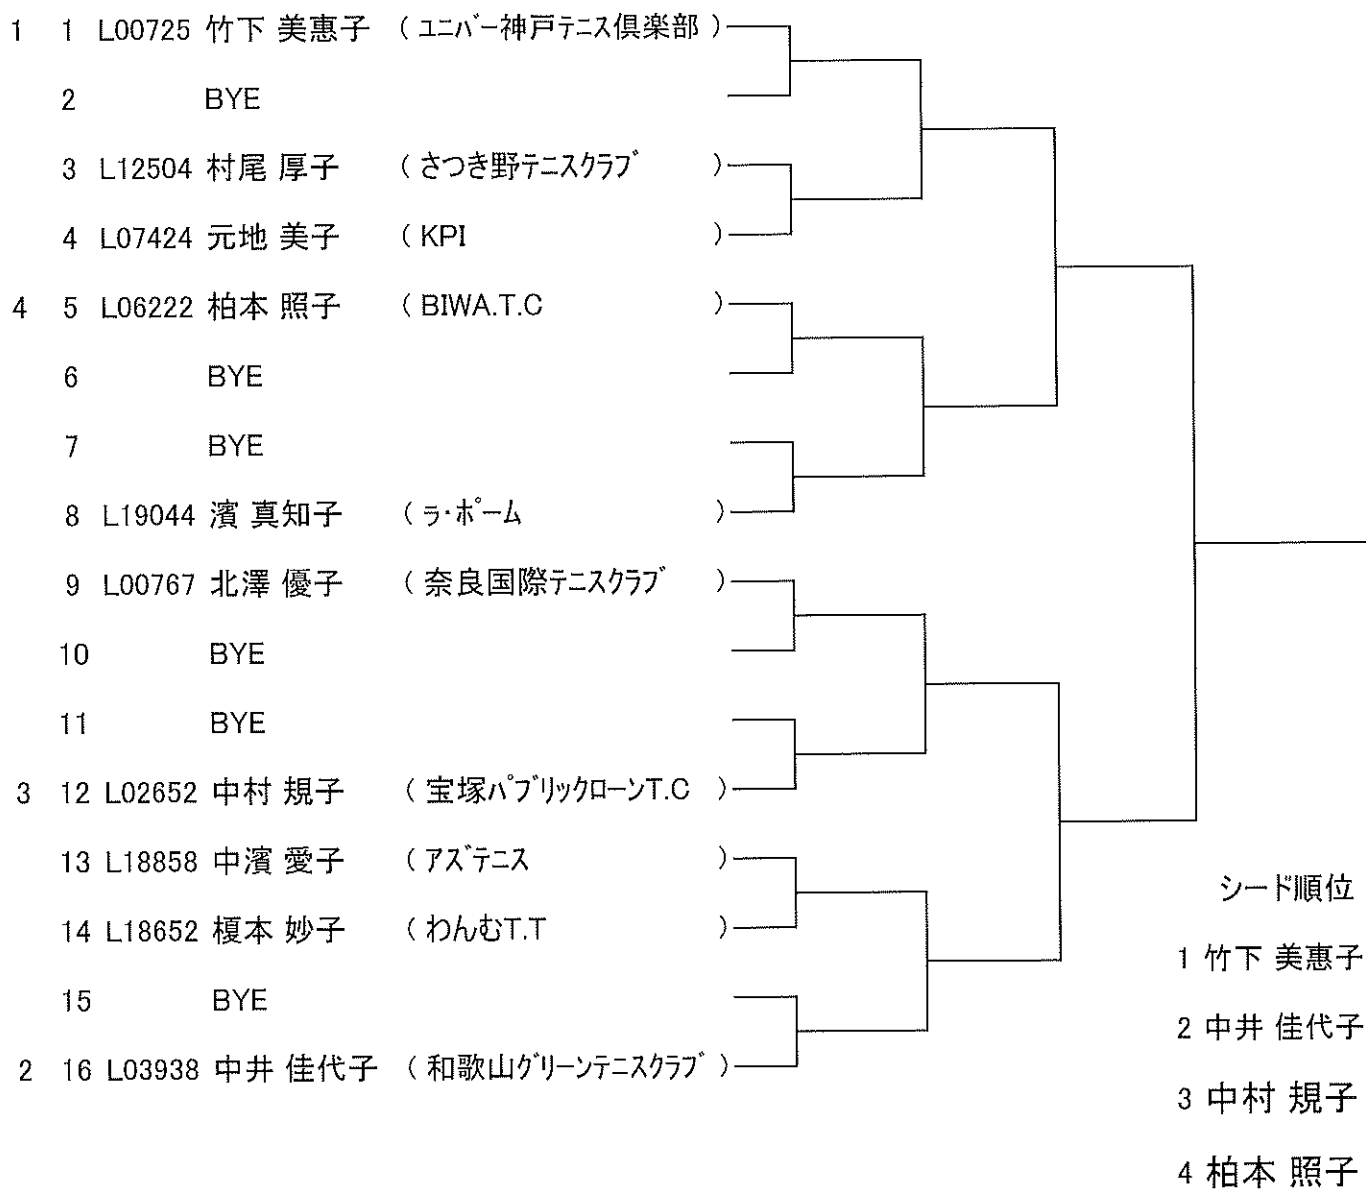 1 1 L00725 竹下 美惠子 ( ユニバー神戸テニス倶楽部 )
2 BYE
3 L12504 村尾 厚子 ( さつき野テニスクラブ )
4 L07424 元地 美子 ( KPI )
4 5 L06222 柏本 照子 ( BIWA.T.C )
6 BYE
7 BYE
8 L19044 濱 真知子 ( ラ・ポーム )
9 L00767 北澤 優子 ( 奈良国際テニスクラブ )
10 BYE
11 BYE
3 12 L02652 中村 規子 ( 宝塚パブリックローンT.C )
13 L18858 中濱 愛子 ( アズテニス )
14 L18652 榎本 妙子 ( わんむT.T )
15 BYE
2 16 L03938 中井 佳代子 ( 和歌山グリーンテニスクラブ )
シード順位
1 竹下 美惠子
2 中井 佳代子
3 中村 規子
4 柏本 照子